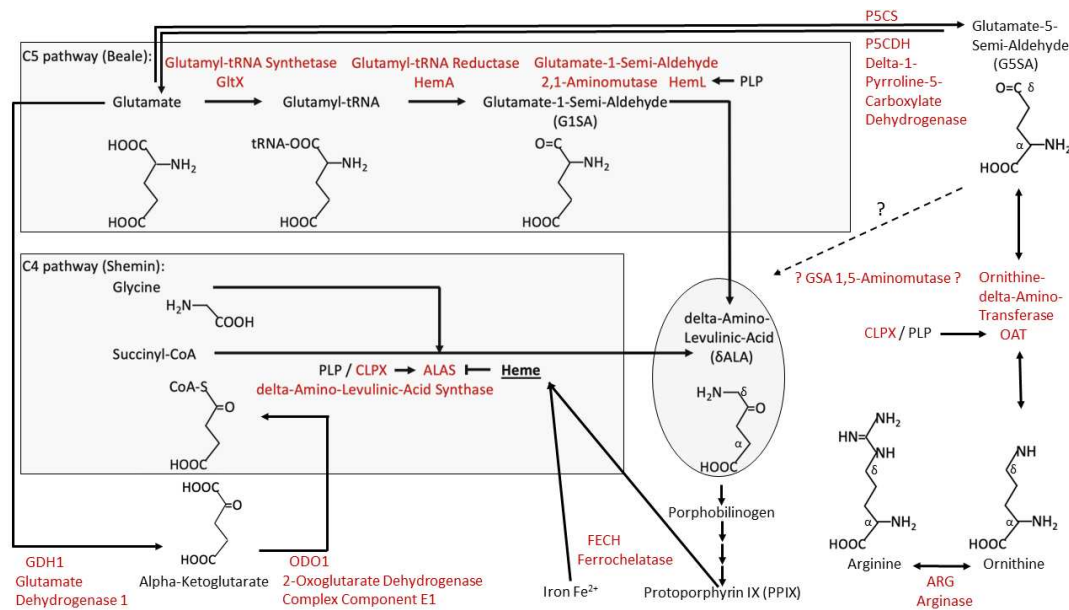 P5CS
P5CDH
Delta-1-
Pyrroline-5-
Carboxylate
Dehydrogenase
Glutamate-5-
Semi-Aldehyde
(G5SA)
O=C δ
α
NH₂
HOOC
C5 pathway (Beale):
Glutamyl-tRNA Synthetase
GltX
Glutamyl-tRNA Reductase
HemA
Glutamate-1-Semi-Aldehyde
2,1-Aminomutase HemL
PLP
Glutamate
Glutamyl-tRNA
Glutamate-1-Semi-Aldehyde
(G1SA)
HOOC
NH₂
HOOC
tRNA-OOC
NH₂
HOOC
O=C
NH₂
HOOC
?
? GSA 1,5-Aminomutase ?
Ornithine-
delta-Amino-
Transferase
OAT
CLPX / PLP
C4 pathway (Shemin):
Glycine
H₂N
COOH
Succinyl-CoA
PLP / CLPX
ALAS
Heme
delta-Amino-Levulinic-Acid Synthase
CoA-S
O
HOOC
delta-Amino-
Levulinic-Acid
(δALA)
H₂N
δ
O
α
HOOC
HOOC
O
HOOC
Alpha-Ketoglutarate
GDH1
Glutamate
Dehydrogenase 1
ODO1
2-Oxoglutarate Dehydrogenase
Complex Component E1
FECH
Ferrochelatase
Iron Fe²⁺
Porphobilinogen
Protoporphyrin IX (PPIX)
NH₂
HN
NH
δ
α
NH₂
HOOC
Arginine
NH
δ
α
NH₂
HOOC
Ornithine
ARG
Arginase